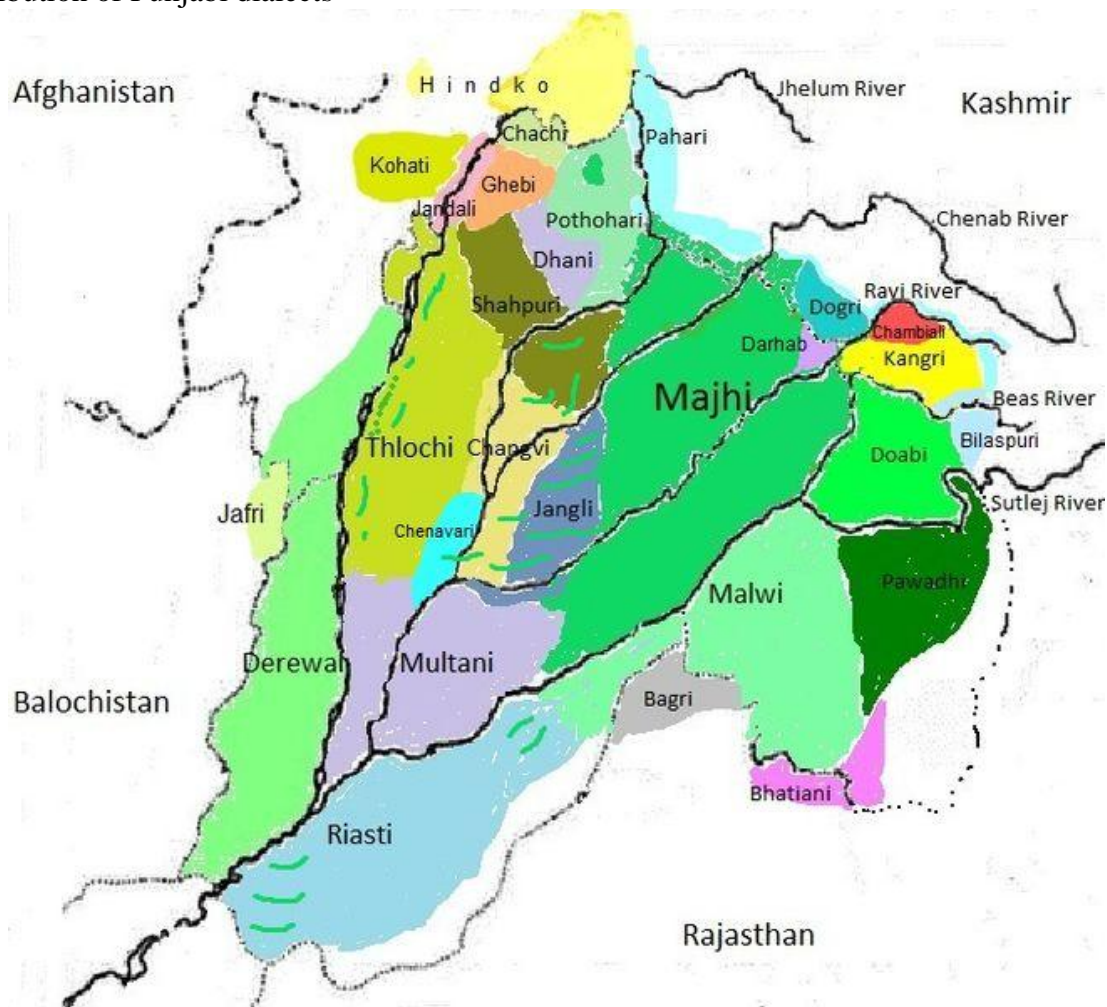 Afghanistan
H i n d k o
Jhelum River
Kashmir
Chachi
Pahari
Kohati
Ghebi
Jandali
Pothohari
Chenab River
Dhani
Shahpuri
Dogri
Ravi River
Chambiali
Darhab
Kangri
Majhi
Beas River
Thlochi
Changvi
Doabi
Bilaspuri
Jafri
Jangli
Sutlej River
Chenavari
Malwi
Pawadhi
Derewali
Multani
Balochistan
Bagri
Bhatiani
Riasti
Rajasthan